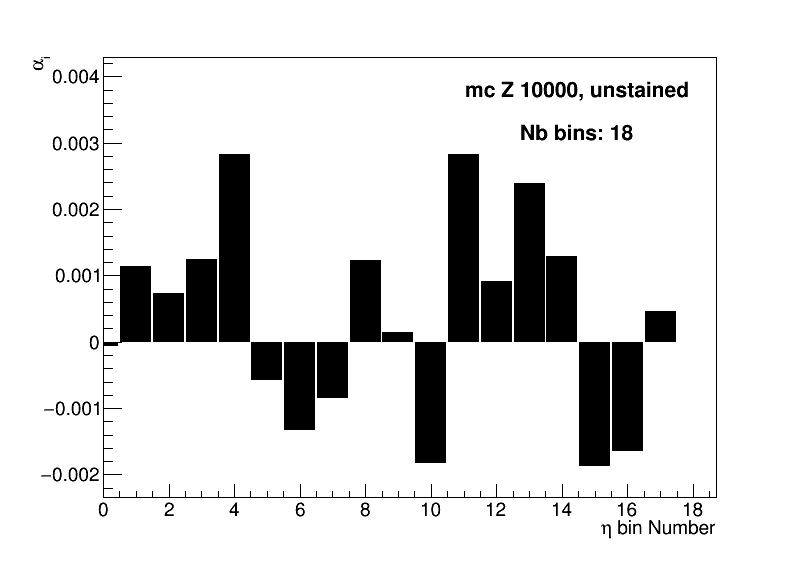 αi
0.004
mc Z 10000, unstained
0.003
Nb bins: 18
0.002
0.001
0
−0.001
−0.002
0 2 4 6 8 10 12 14 16 18
η bin Number